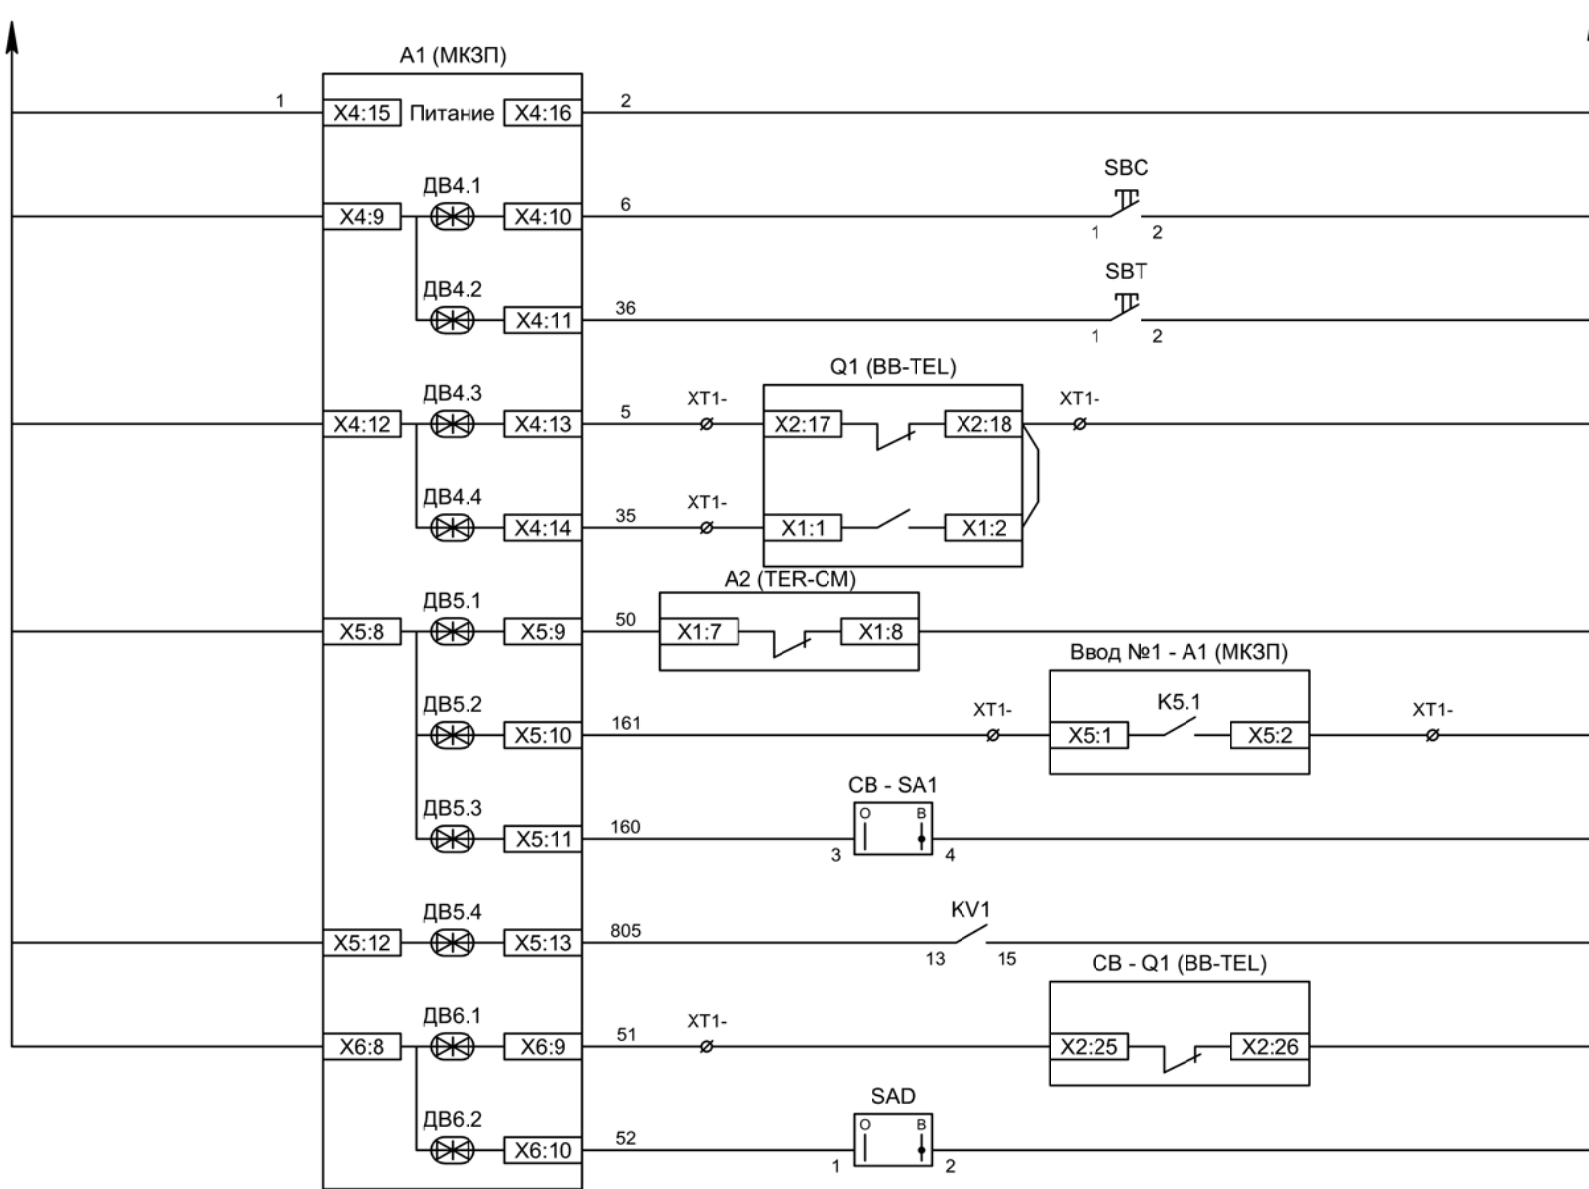 А1 (МКЗП)
1 X4:15 Питание X4:16 2
SBC
ДВ4.1
X4:9 X4:10 6
1 2
SBT
ДВ4.2
X4:11 36
1 2
Q1 (BB-TEL)
ДВ4.3 XT1- XT1-
X4:12 X4:13 5 X2:17 X2:18
ДВ4.4 XT1-
X4:14 35 X1:1 X1:2
A2 (TER-CM)
ДВ5.1
X5:8 X5:9 50 X1:7 X1:8
Ввод №1 - А1 (МКЗП)
ДВ5.2 XT1- K5.1 XT1-
X5:10 161 X5:1 X5:2
СВ - SA1
ДВ5.3 О В
X5:11 160
3 4
ДВ5.4 KV1
X5:12 X5:13 805
13 15
СВ - Q1 (BB-TEL)
ДВ6.1 XT1-
X6:8 X6:9 51 X2:25 X2:26
SAD
ДВ6.2 О В
X6:10 52
1 2